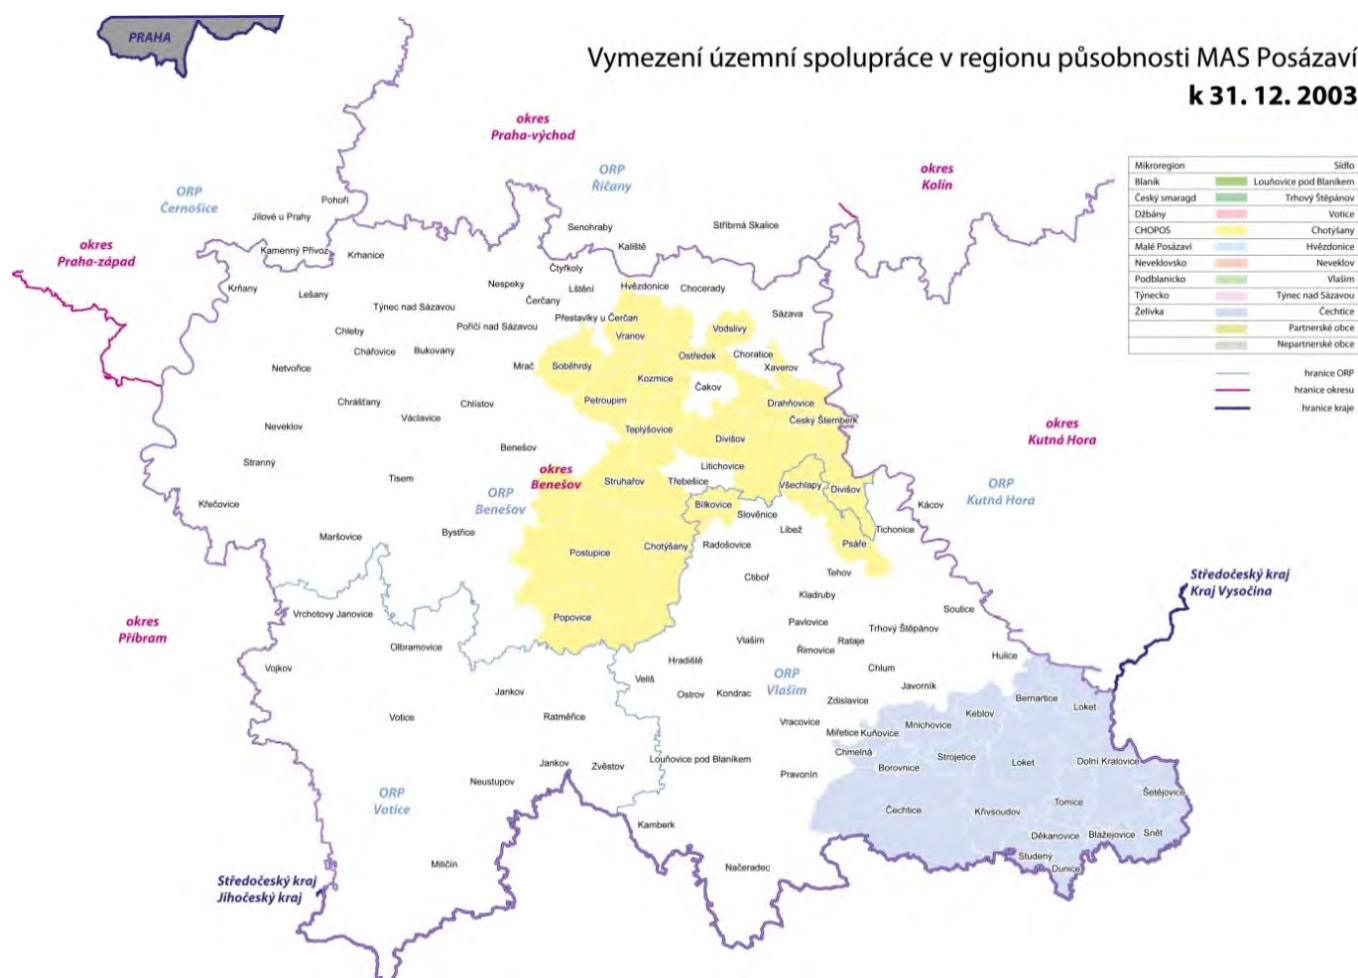 PRAHA
Vymezení územní spolupráce v regionu působnosti MAS Posázaví
k 31. 12. 2003
okres
Praha-východ
ORP
Říčany
okres
Kolín
Mikroregion Sídlo
Blaník Louňovice pod Blaníkem
Český smaragd Trhový Štěpánov
Džbány Votice
CHOPOS Chotýšany
Malé Posázaví Hvězdonice
Neveklovsko Neveklov
Podblanicko Vlašim
Týnecko Týnec nad Sázavou
Želivka Čechtice
Partnerské obce
Nepartnerské obce
hranice ORP
hranice okresu
hranice kraje
ORP
Černošice
Pohoří
Jílové u Prahy
Senohraby
Stříbrná Skalice
Kaliště
okres
Praha-západ
Kamenný Přívoz
Krhanice
Čtyřkoly
Krňany
Lešany
Nespeky
Lštění
Hvězdonice
Chocerady
Čerčany
Týnec nad Sázavou
Přestavlky u Čerčan
Sázava
Poříčí nad Sázavou
Vranov
Vodslivy
Chleby
Chářovice
Bukovany
Ostředek
Choratice
Mrač
Soběhrdy
Xaverov
Netvořice
Kozmice
Čakov
Chrášťany
Chlístov
Petroupim
Drahňovice
Václavice
Český Šternberk
Neveklov
Teplýšovice
Divišov
okres
Kutná Hora
Benešov
Stranný
okres
Benešov
Litichovice
Tisem
Struhařov
Třebešice
Všechlapy
Divišov
ORP
Benešov
ORP
Kutná Hora
Křečovice
Bílkovice
Slověnice
Kácov
Bystřice
Libež
Tichonice
Maršovice
Postupice
Chotýšany
Radošovice
Psáře
Ctiboř
Tehov
Středočeský kraj
Kraj Vysočina
Kladruby
Vrchotovy Janovice
Popovice
Soutice
okres
Příbram
Pavlovice
Trhový Štěpánov
Olbramovice
Vlašim
Rataje
Římovice
Vojkov
Hradiště
Hulice
Chlum
Veliš
ORP
Vlašim
Javorník
Jankov
Ostrov
Kondrac
Zdislavice
Bernartice
Loket
Votice
Ratměřice
Vracovice
Keblov
Mnichovice
Miřetice
Kuňovice
Chmelná
Jankov
Zvěstov
Louňovice pod Blaníkem
Strojetice
Loket
Dolní Kralovice
Borovnice
Neustupov
Pravonín
ORP
Votice
Šetějovice
Tomice
Čechtice
Křivsoudov
Kamberk
Děkanovice
Blažejovice
Snět
Studený
Miličín
Načeradec
Dunice
Středočeský kraj
Jihočeský kraj